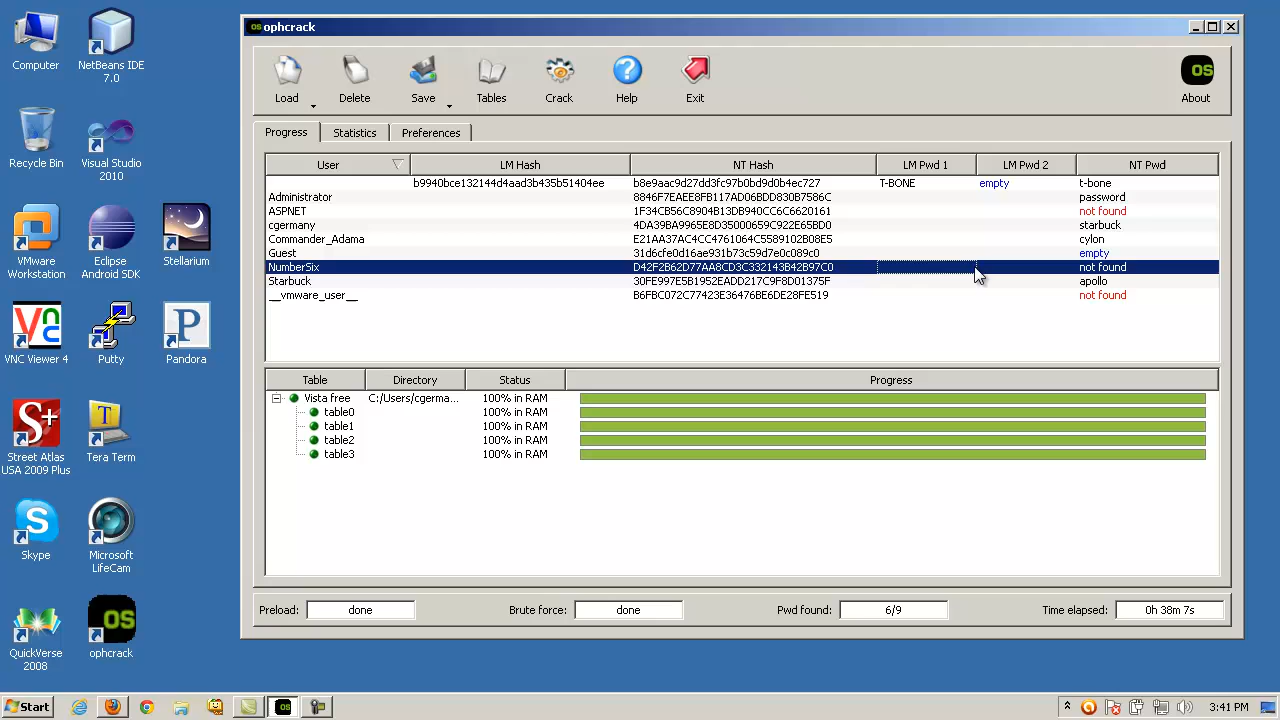 Computer
NetBeans IDE
7.0
Recycle Bin
Visual Studio
2010
VMware
Workstation
Eclipse
Android SDK
Stellarium
VNC Viewer 4
Putty
Pandora
Street Atlas
USA 2009 Plus
Tera Term
Skype
Microsoft
LifeCam
QuickVerse
2008
OS
ophcrack
OS ophcrack
Load
Delete
Save
Tables
Crack
Help
Exit
OS
About
Progress Statistics Preferences
User LM Hash NT Hash LM Pwd 1 LM Pwd 2 NT Pwd
b9940bce132144d4aad3b435b51404ee b8e9aac9d27dd3fc97b0bd9d0b4ec727 T-BONE empty t-bone
Administrator 8846F7EAEE8FB117AD06BDD830B7586C password
ASPNET 1F34CB56C8904B13DB940CC6C6620161 not found
cgermany 4DA39BA9965E8D35000659C922E65BD0 starbuck
Commander_Adama E21AA37AC4CC4761064C5589102B08E5 cylon
Guest 31d6cfe0d16ae931b73c59d7e0c089c0 empty
NumberSix D42F2B62D77AA8CD3C332143B42B97C0 not found
Starbuck 30FE997E5B1952EADD217C9F8D01375F apollo
__vmware_user__ B6FBC072C77423E36476BE6DE28FE519 not found
Table Directory Status Progress
Vista free C:/Users/cgerma... 100% in RAM
table0 100% in RAM
table1 100% in RAM
table2 100% in RAM
table3 100% in RAM
Preload: done Brute force: done Pwd found: 6/9 Time elapsed: 0h 38m 7s
Start
3:41 PM